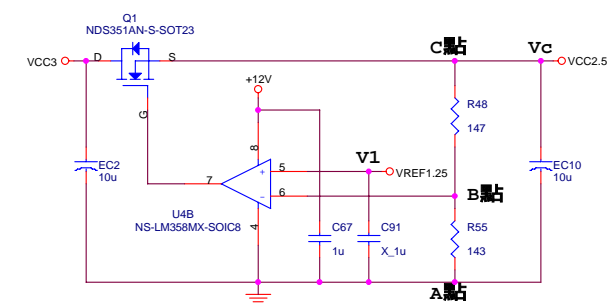 Q1
NDS351AN-S-SOT23
C點
Vc
VCC3
D
S
VCC2.5
+12V
G
R48
147
8
EC2
10u
7
5
+
V1
VREF1.25
EC10
10u
6
-
B點
U4B
NS-LM358MX-SOIC8
4
C67
1u
C91
X_1u
R55
143
A點